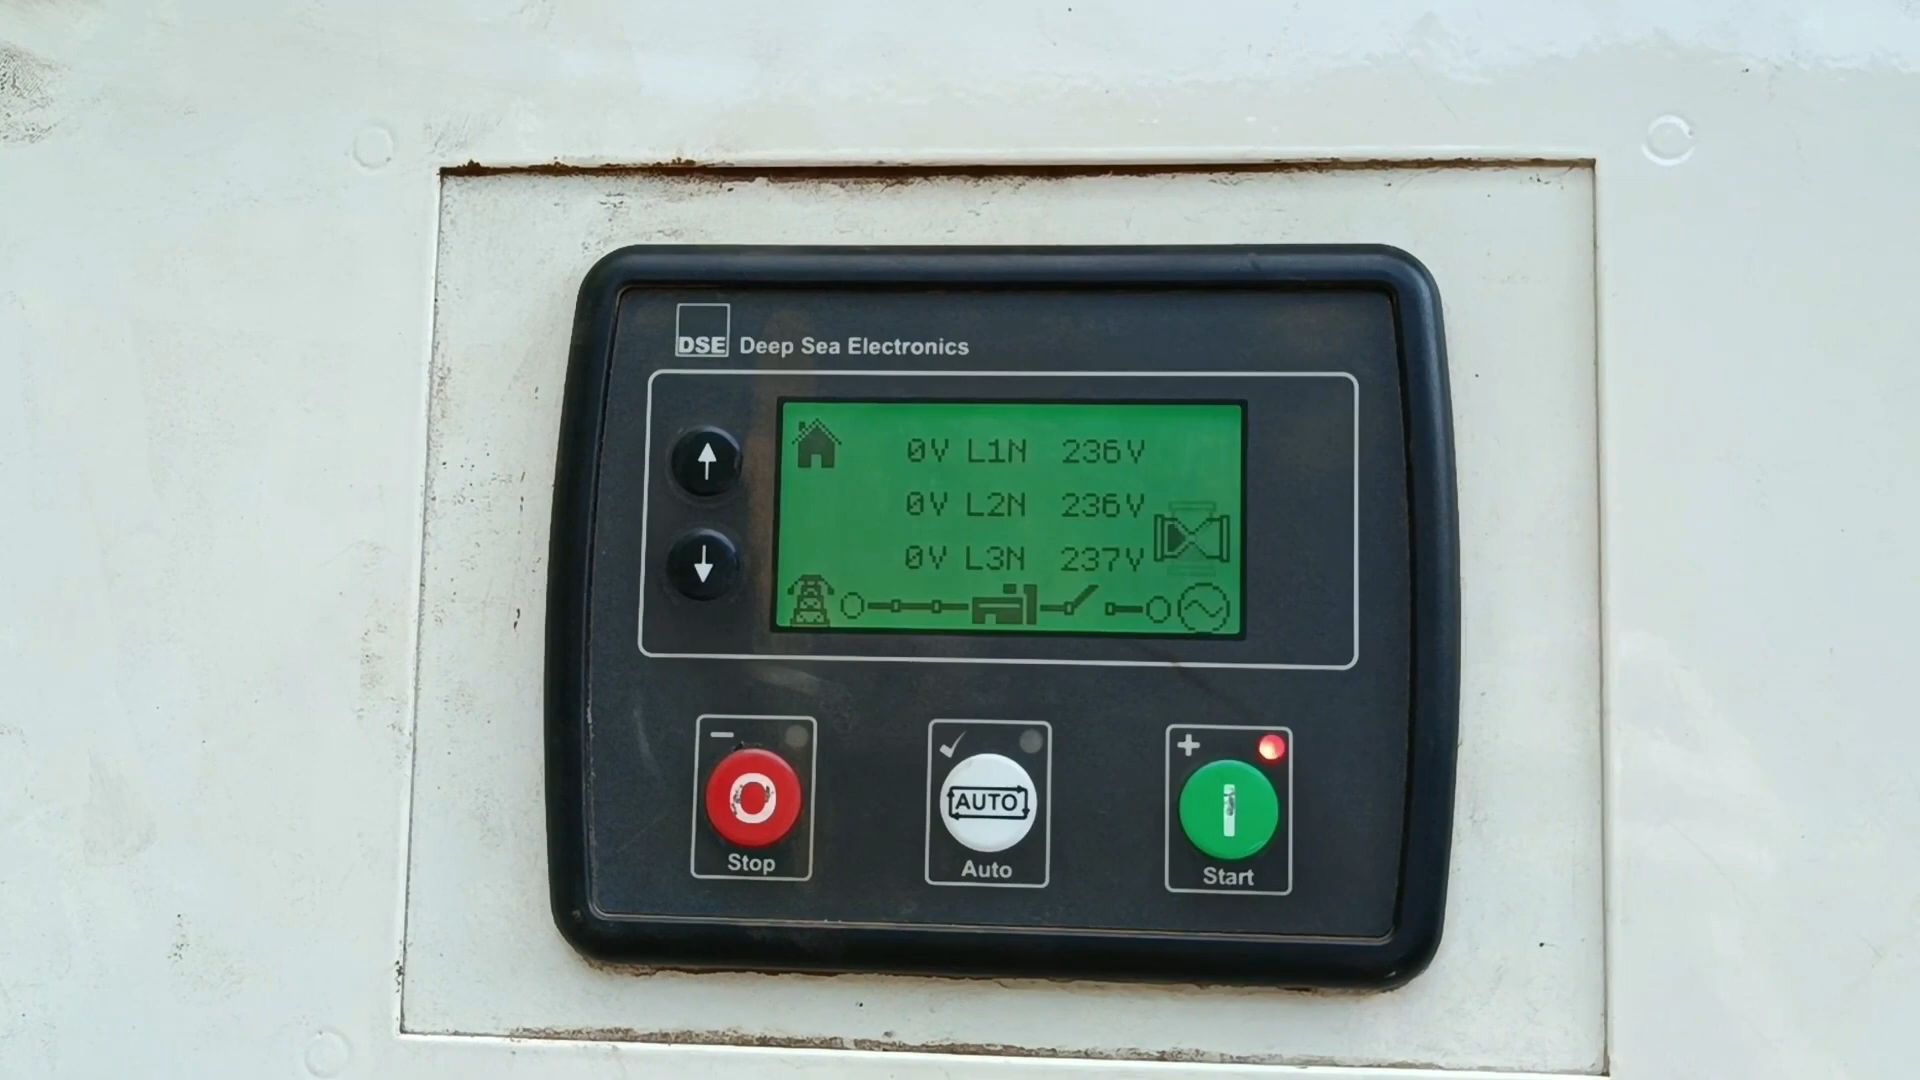 DSE Deep Sea Electronics
0V L1N 236V
0V L2N 236V
0V L3N 237V
AUTO
Stop
Auto
Start